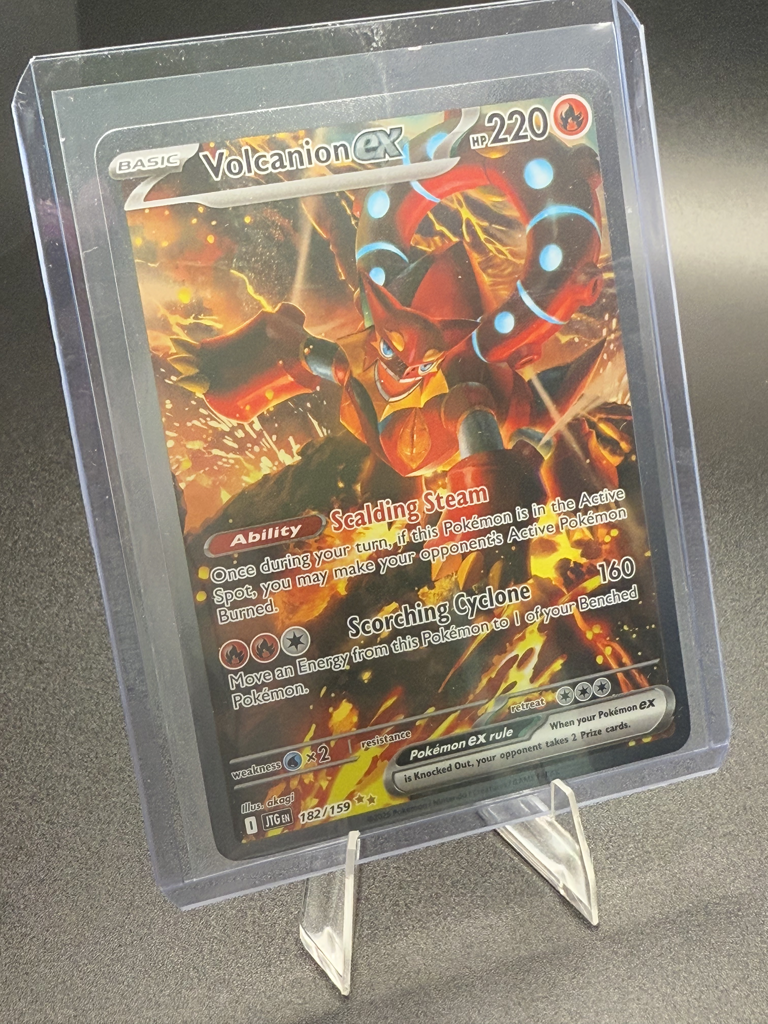 BASIC Volcanion ex HP 220
Ability Scalding Steam
Once during your turn, if this Pokémon is in the Active
Spot, you may make your opponent's Active Pokémon
Burned.
Scorching Cyclone 160
Move an Energy from this Pokémon to 1 of your Benched
Pokémon.
weakness ×2 resistance retreat
Pokémon ex rule When your Pokémon ex
is Knocked Out, your opponent takes 2 Prize cards.
Illus. akagi
I JTG EN 182/159